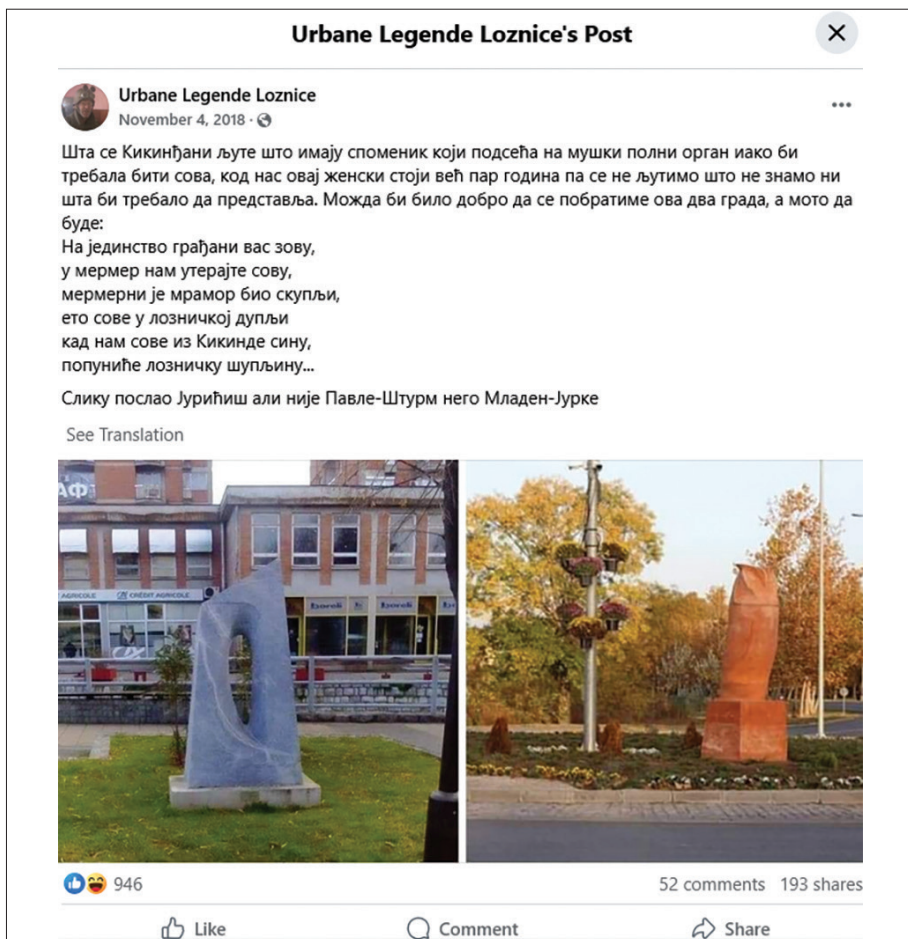 Urbane Legende Loznice's Post
Urbane Legende Loznice
November 4, 2018 ·
Шта се Кикинђани љуте што имају споменик који подсећа на мушки полни орган иако би
требала бити сова, код нас овај женски стоји већ пар година па се не љутимо што не знамо ни
шта би требало да представља. Можда би било добро да се побратиме ова два града, а мото да
буде:
На јединство грађани вас зову,
у мермер нам утерајте сову,
мермерни је мрамор био скупљи,
ето сове у лозничкој дупљи
кад нам сове из Кикинде сину,
попуниће лозничку шупљину...
Слику послао Јурићиш али није Павле-Штурм него Младен-Јурке
See Translation
АФ
AGRICOLE
CRÉDIT AGRICOLE
946
52 comments 193 shares
Like Comment Share